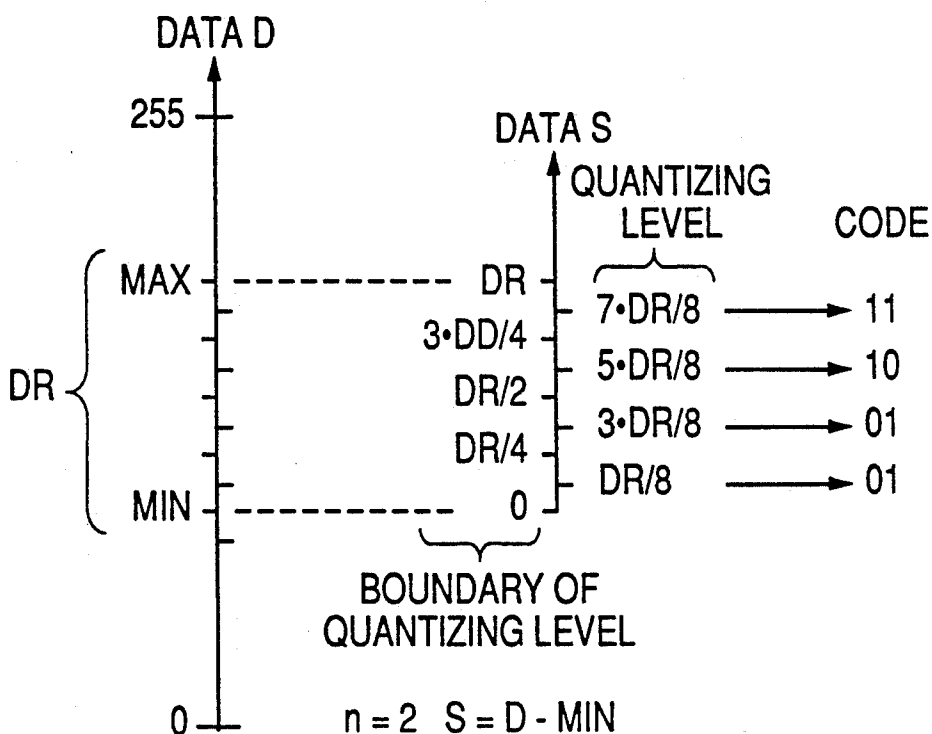 DATA D
255
DATA S
QUANTIZING
LEVEL
CODE
MAX
DR
7•DR/8
11
3•DD/4
5•DR/8
10
DR
DR/2
3•DR/8
01
DR/4
DR/8
01
MIN
0
BOUNDARY OF
QUANTIZING LEVEL
0
n = 2 S = D - MIN